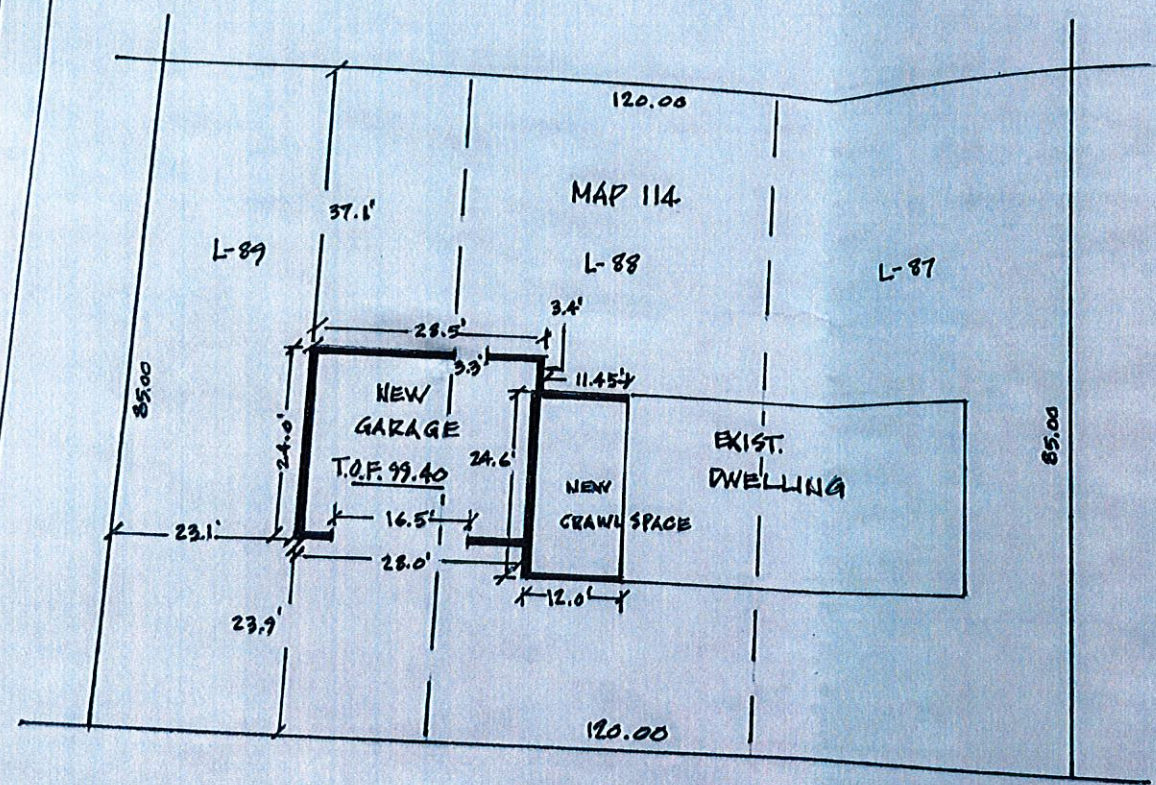 120.00
MAP 114
37.1'
L-89
L-88
L-87
3.4'
28.5'
3.3'
11.45'
85.00
NEW
GARAGE
24.0'
24.6'
EXIST.
DWELLING
85.00
T.O.F. 99.40
NEW
CRAWL SPACE
16.5'
23.1'
28.0'
12.0'
23.9'
120.00